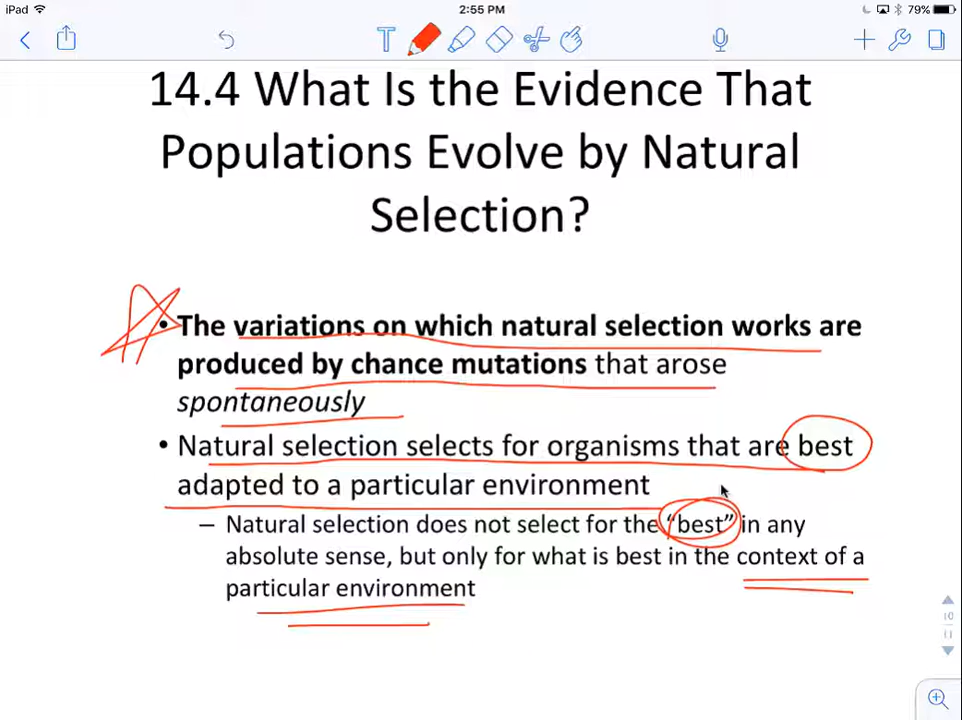 iPad 2:55 PM 79%
T
14.4 What Is the Evidence That
Populations Evolve by Natural
Selection?
• The variations on which natural selection works are
produced by chance mutations that arose
spontaneously
• Natural selection selects for organisms that are best
adapted to a particular environment
– Natural selection does not select for the “best” in any
absolute sense, but only for what is best in the context of a
particular environment
10
11